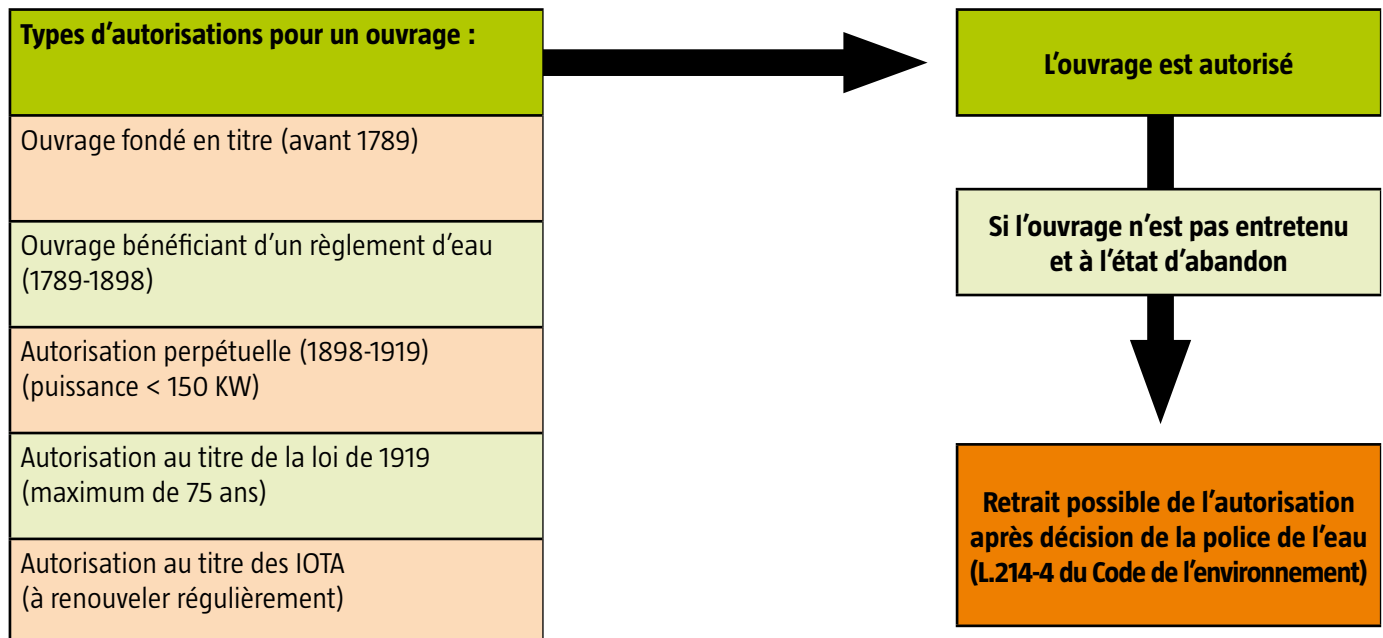 Types d'autorisations pour un ouvrage :
Ouvrage fondé en titre (avant 1789)
Ouvrage bénéficiant d'un règlement d'eau
(1789-1898)
Autorisation perpétuelle (1898-1919)
(puissance < 150 KW)
Autorisation au titre de la loi de 1919
(maximum de 75 ans)
Autorisation au titre des IOTA
(à renouveler régulièrement)
L'ouvrage est autorisé
Si l'ouvrage n'est pas entretenu
et à l'état d'abandon
Retrait possible de l'autorisation
après décision de la police de l'eau
(L.214-4 du Code de l'environnement)